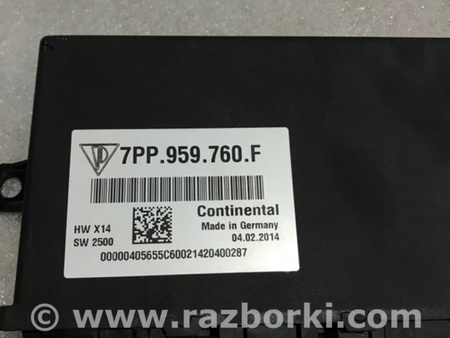 7PP.959.760.F
Continental
HW X14
Made in Germany
SW 2500
04.02.2014
00000405655C60021420400287
© www.razborki.com